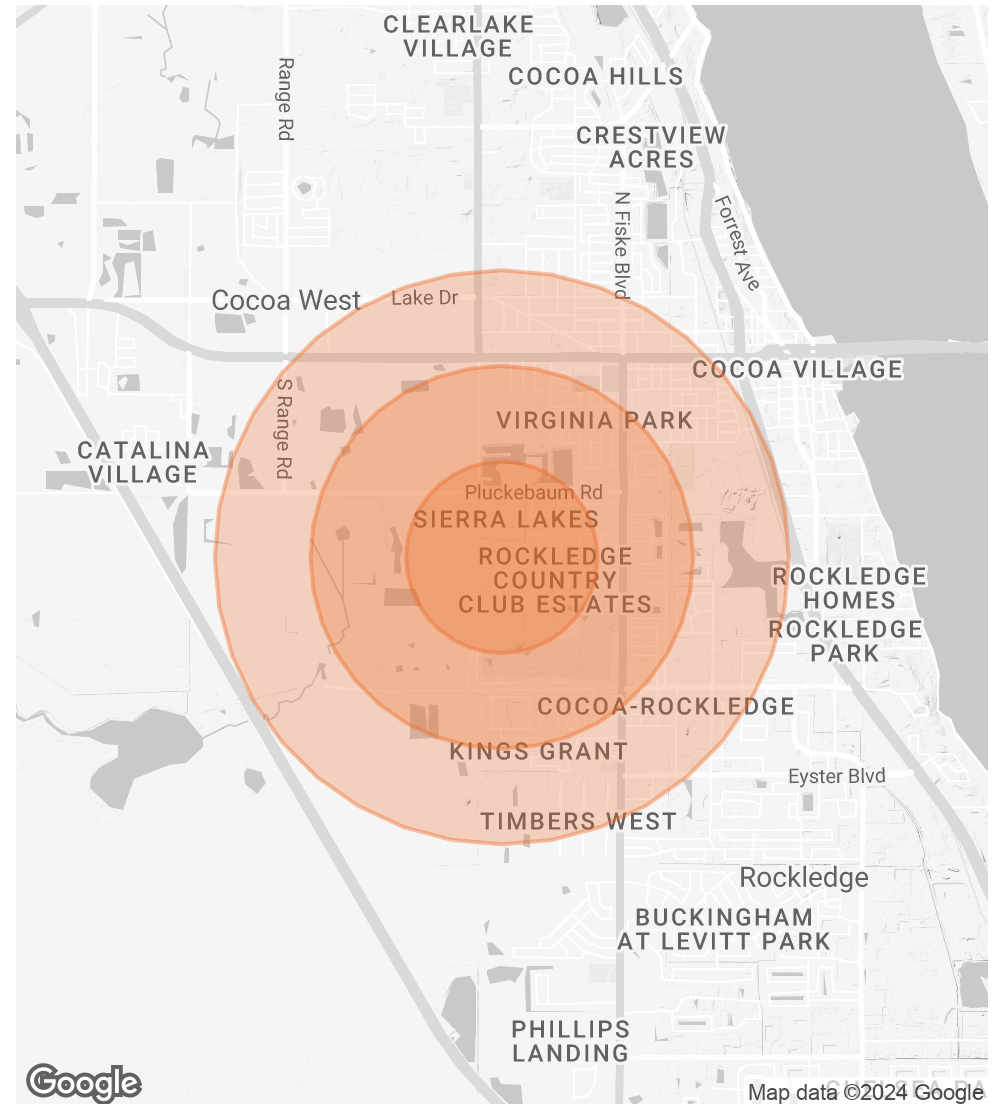 CLEARLAKE
VILLAGE
COCOA HILLS
Range Rd
CRESTVIEW
ACRES
N Fiske Blvd
Forrest Ave
Cocoa West
Lake Dr
COCOA VILLAGE
S Range Rd
VIRGINIA PARK
CATALINA
VILLAGE
Pluckebaum Rd
SIERRA LAKES
ROCKLEDGE
COUNTRY
CLUB ESTATES
ROCKLEDGE
HOMES
ROCKLEDGE
PARK
COCOA-ROCKLEDGE
KINGS GRANT
Eyster Blvd
TIMBERS WEST
Rockledge
BUCKINGHAM
AT LEVITT PARK
PHILLIPS
LANDING
Google
Map data ©2024 Google